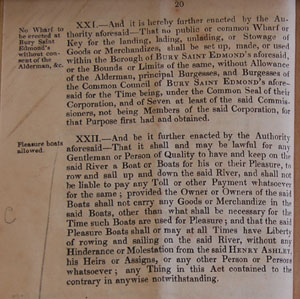 20
No Wharf to
be erected at
Bury Saint
Edmond's
without con-
sent of the
Alderman, &c.
XXI.—And it is hereby further enacted by the Au-
thority aforesaid—That no public or common Wharf or
Key for the landing, lading, unlading, or Stowage of
Goods or Merchandizes, shall be set up, made, or used
within the Borough of BURY SAINT EDMOND'S aforesaid,
or the Bounds or Limits of the same, without Allowance
of the Alderman, principal Burgesses, and Burgesses of
the Common Council of BURY SAINT EDMOND'S afore-
said for the Time being, under the Common Seal of their
Corporation, and of Seven at least of the said Commis-
sioners, not being Members of the said Corporation, for
that Purpose first had and obtained.
Pleasure boats
allowed.
XXII.—And be it further enacted by the Authority
aforesaid—That it shall and may be lawful for any
Gentleman or Person of Quality to have and keep on the
said River a Boat or Boats for his or their Pleasure, to
row and sail up and down the said River, and shall not
be liable to pay any Toll or other Payment whatsoever
for the same; provided the Owner or Owners of the said
Boats shall not carry any Goods or Merchandize in the
said Boats, other than what shall be necessary for the
Time such Boats are used for Pleasure; and that the said
Pleasure Boats shall or may at all Times have Liberty
of rowing and sailing on the said River, without any
Hinderance or Molestation from the said HENRY ASHLEY,
his Heirs or Assigns, or any other Person or Persons
whatsoever; any Thing in this Act contained to the
contrary in anywise notwithstanding.